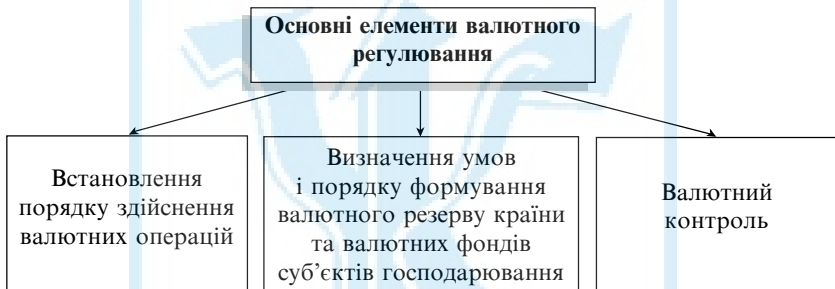 Основні елементи валютного
регулювання
Встановлення
порядку здійснення
валютних операцій
Визначення умов
і порядку формування
валютного резерву країни
та валютних фондів
суб’єктів господарювання
Валютний
контроль